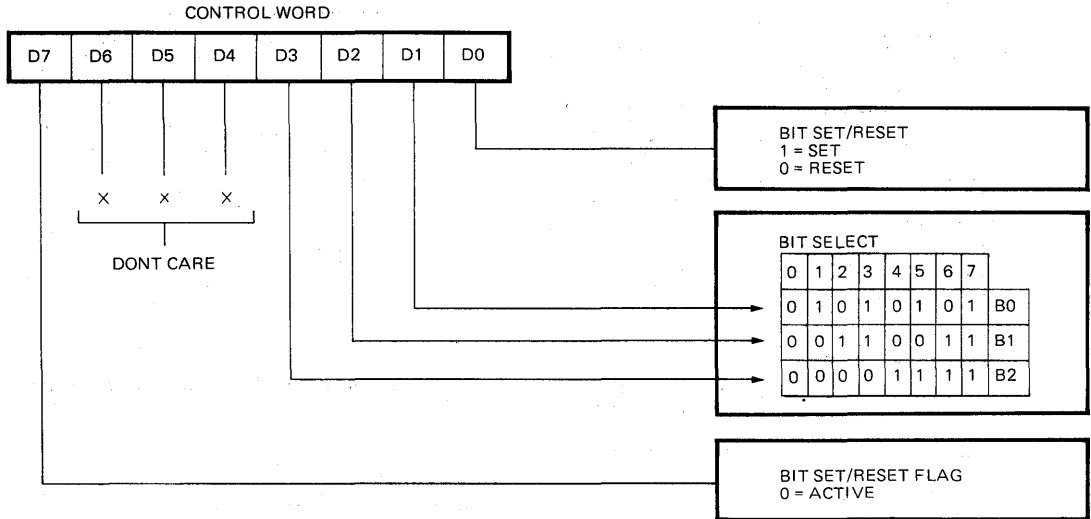 CONTROL WORD
D7 D6 D5 D4 D3 D2 D1 D0
BIT SET/RESET
1 = SET
0 = RESET
X X X
DONT CARE
BIT SELECT
0 1 2 3 4 5 6 7
0 1 0 1 0 1 0 1 B0
0 0 1 1 0 0 1 1 B1
0 0 0 0 1 1 1 1 B2
BIT SET/RESET FLAG
0 = ACTIVE